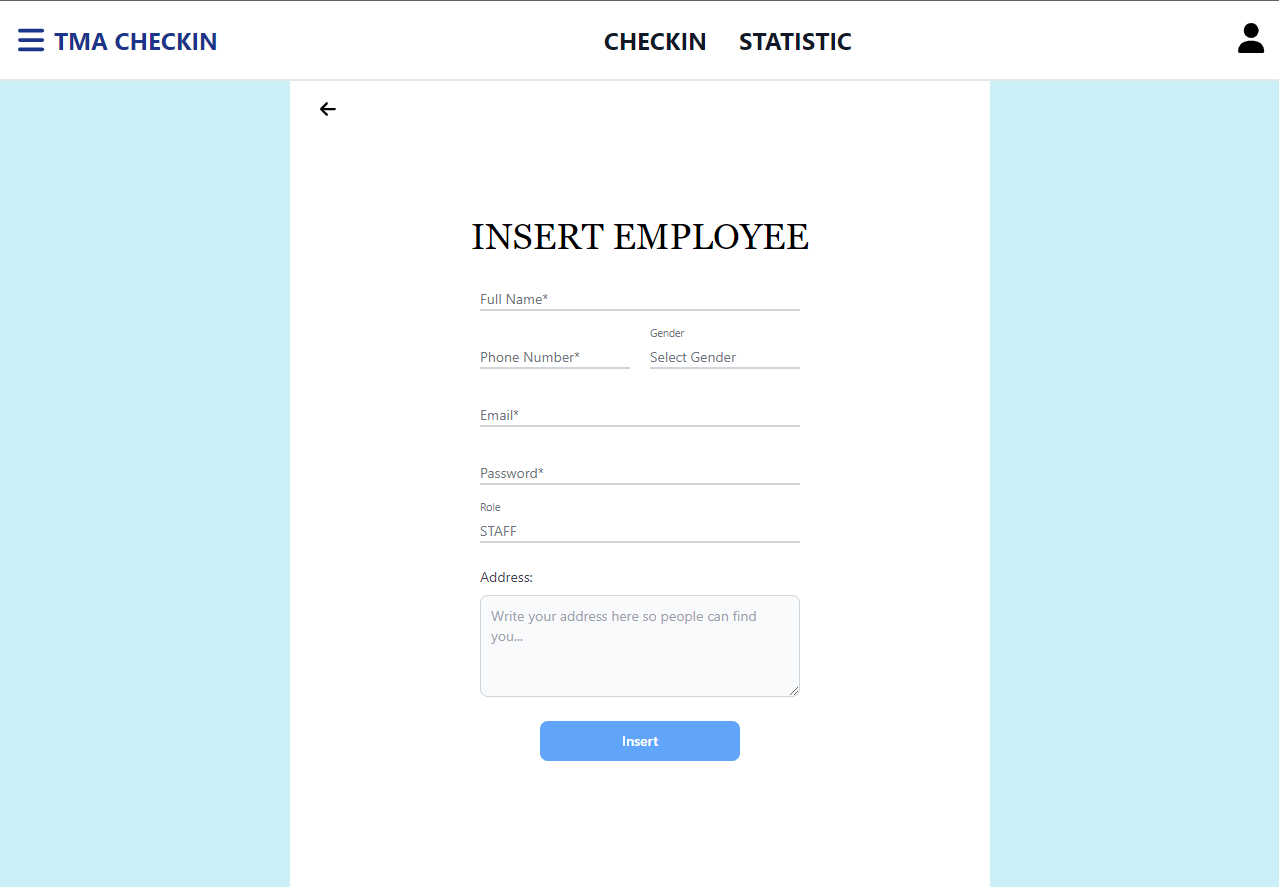 TMA CHECKIN
CHECKIN STATISTIC
INSERT EMPLOYEE
Full Name*
Gender
Phone Number*
Select Gender
Email*
Password*
Role
STAFF
Address:
Write your address here so people can find
you...
Insert